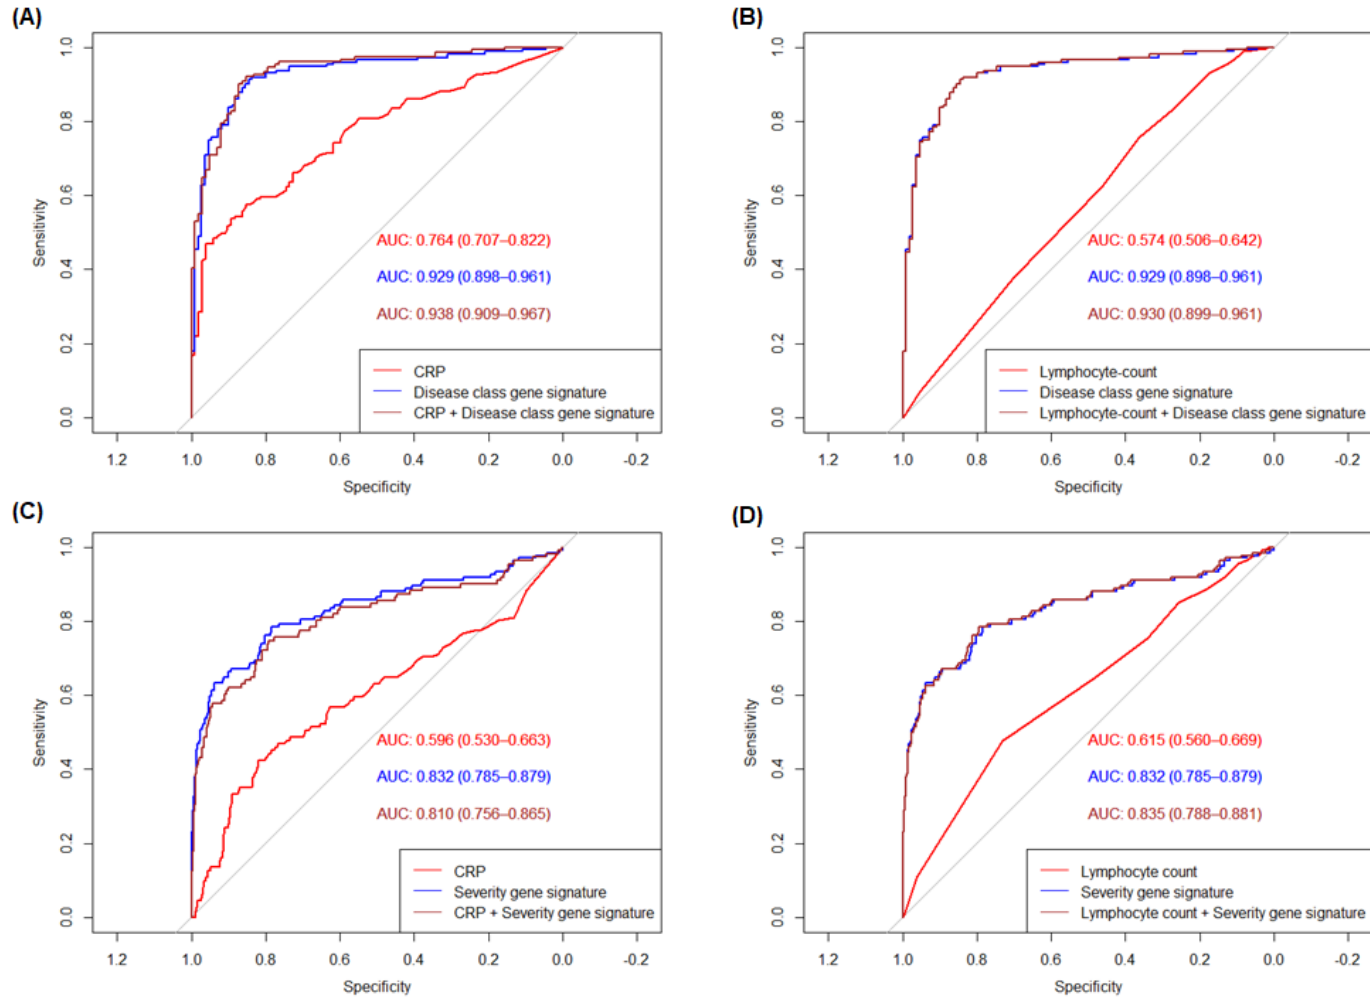 (A)
1.0
0.8
0.6
0.4
0.2
0.0
Sensitivity
AUC: 0.764 (0.707–0.822)
AUC: 0.929 (0.898–0.961)
AUC: 0.938 (0.909–0.967)
CRP
Disease class gene signature
CRP + Disease class gene signature
1.2 1.0 0.8 0.6 0.4 0.2 0.0 -0.2
Specificity
(B)
1.0
0.8
0.6
0.4
0.2
0.0
Sensitivity
AUC: 0.574 (0.506–0.642)
AUC: 0.929 (0.898–0.961)
AUC: 0.930 (0.899–0.961)
Lymphocyte-count
Disease class gene signature
Lymphocyte-count + Disease class gene signature
1.2 1.0 0.8 0.6 0.4 0.2 0.0 -0.2
Specificity
(C)
1.0
0.8
0.6
0.4
0.2
0.0
Sensitivity
AUC: 0.596 (0.530–0.663)
AUC: 0.832 (0.785–0.879)
AUC: 0.810 (0.756–0.865)
CRP
Severity gene signature
CRP + Severity gene signature
1.2 1.0 0.8 0.6 0.4 0.2 0.0 -0.2
Specificity
(D)
1.0
0.8
0.6
0.4
0.2
0.0
Sensitivity
AUC: 0.615 (0.560–0.669)
AUC: 0.832 (0.785–0.879)
AUC: 0.835 (0.788–0.881)
Lymphocyte count
Severity gene signature
Lymphocyte count + Severity gene signature
1.2 1.0 0.8 0.6 0.4 0.2 0.0 -0.2
Specificity